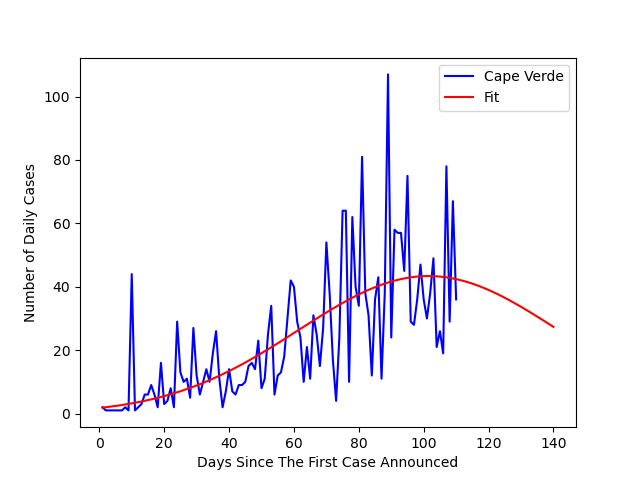 Cape Verde
Fit
100
80
60
40
20
0
Number of Daily Cases
0 20 40 60 80 100 120 140
Days Since The First Case Announced